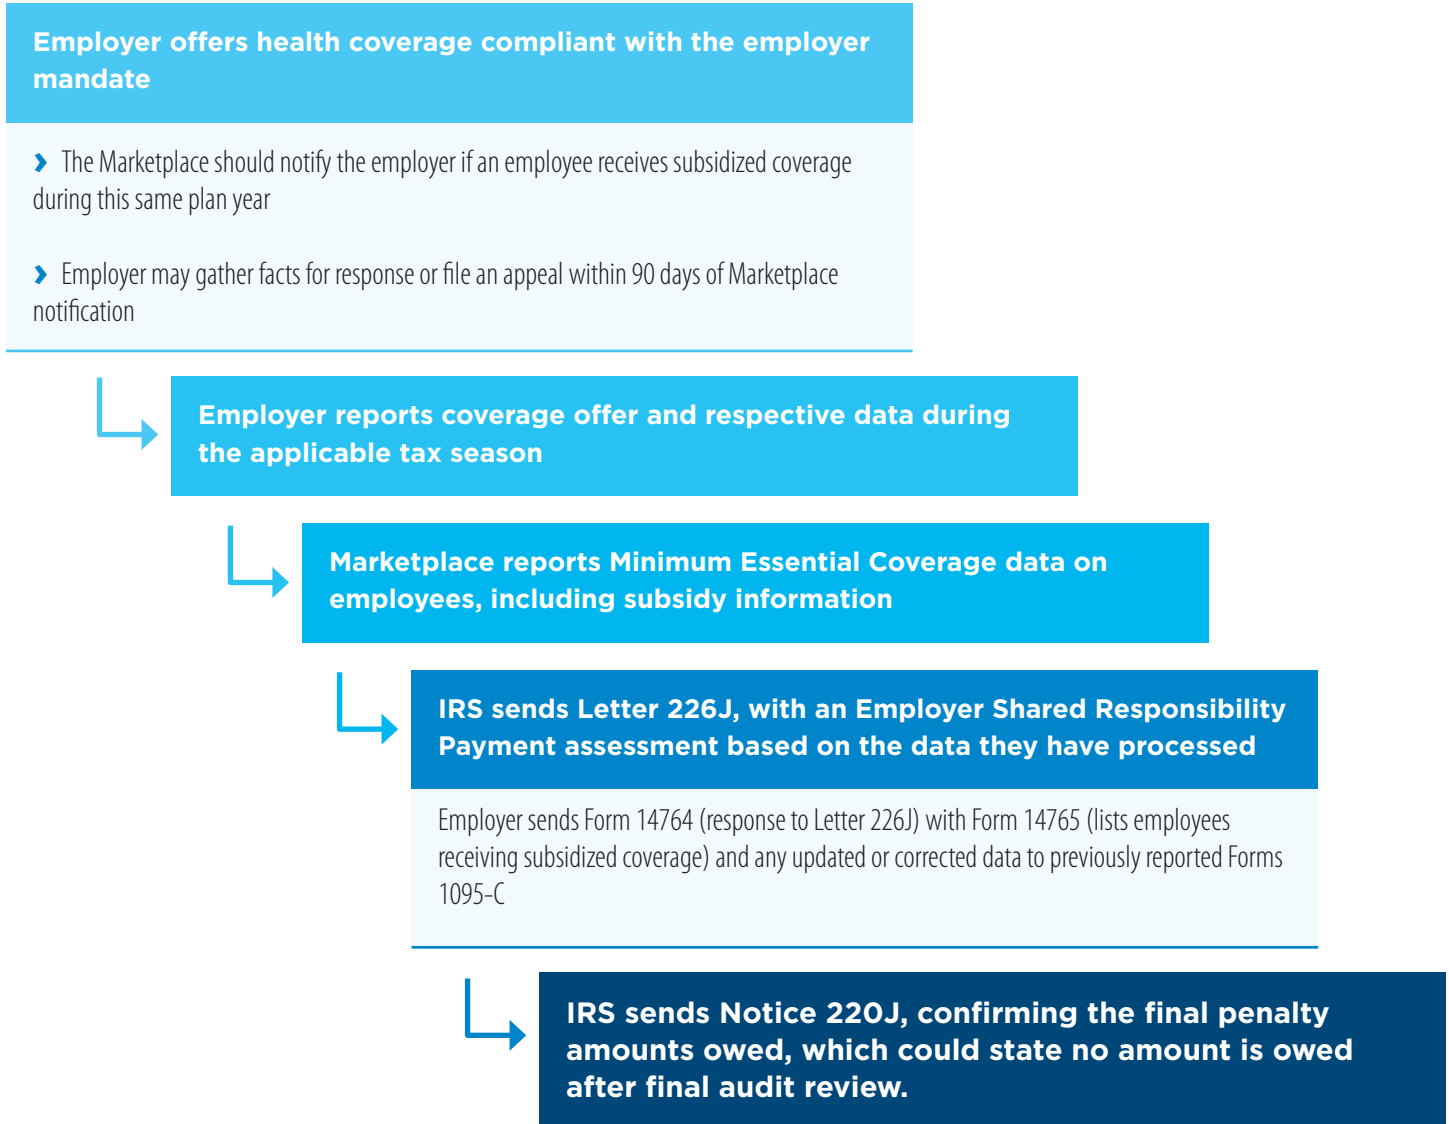 Employer offers health coverage compliant with the employer
mandate
› The Marketplace should notify the employer if an employee receives subsidized coverage
during this same plan year
› Employer may gather facts for response or file an appeal within 90 days of Marketplace
notification
Employer reports coverage offer and respective data during
the applicable tax season
Marketplace reports Minimum Essential Coverage data on
employees, including subsidy information
IRS sends Letter 226J, with an Employer Shared Responsibility
Payment assessment based on the data they have processed
Employer sends Form 14764 (response to Letter 226J) with Form 14765 (lists employees
receiving subsidized coverage) and any updated or corrected data to previously reported Forms
1095-C
IRS sends Notice 220J, confirming the final penalty
amounts owed, which could state no amount is owed
after final audit review.